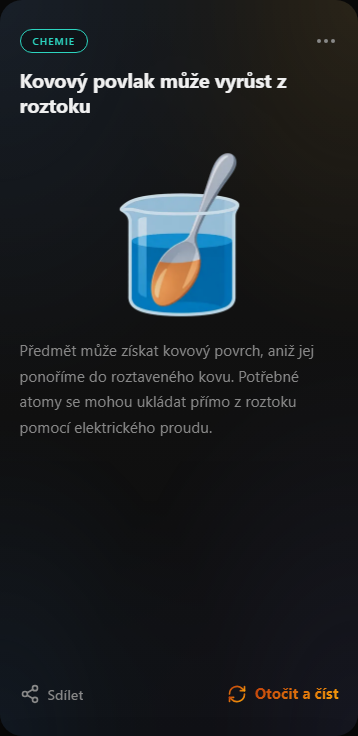 CHEMIE
Kovový povlak může vyrůst z
roztoku
Předmět může získat kovový povrch, aniž jej
ponoříme do roztaveného kovu. Potřebné
atomy se mohou ukládat přímo z roztoku
pomocí elektrického proudu.
Sdílet
Otočit a číst